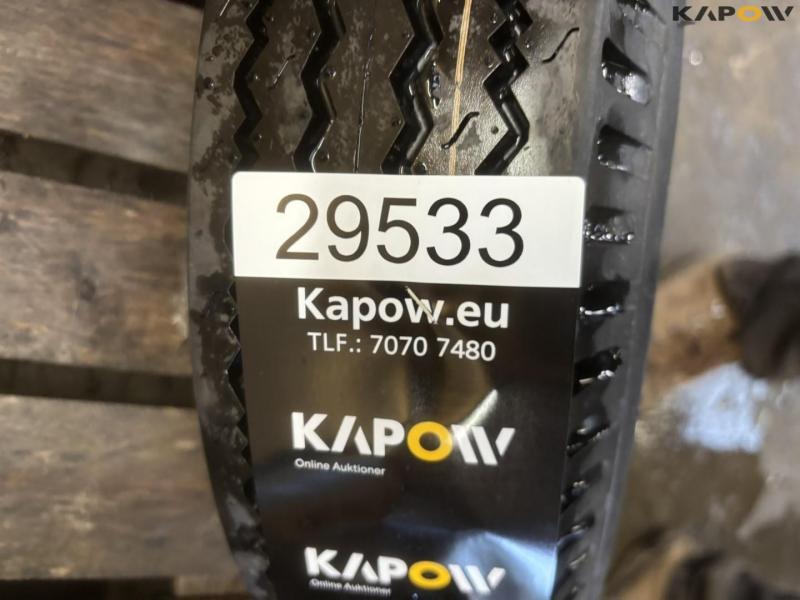 KAPOW
29533
Kapow.eu
TLF.: 7070 7480
KAPOW
Online Auktioner
KAPOW
Online Auktioner